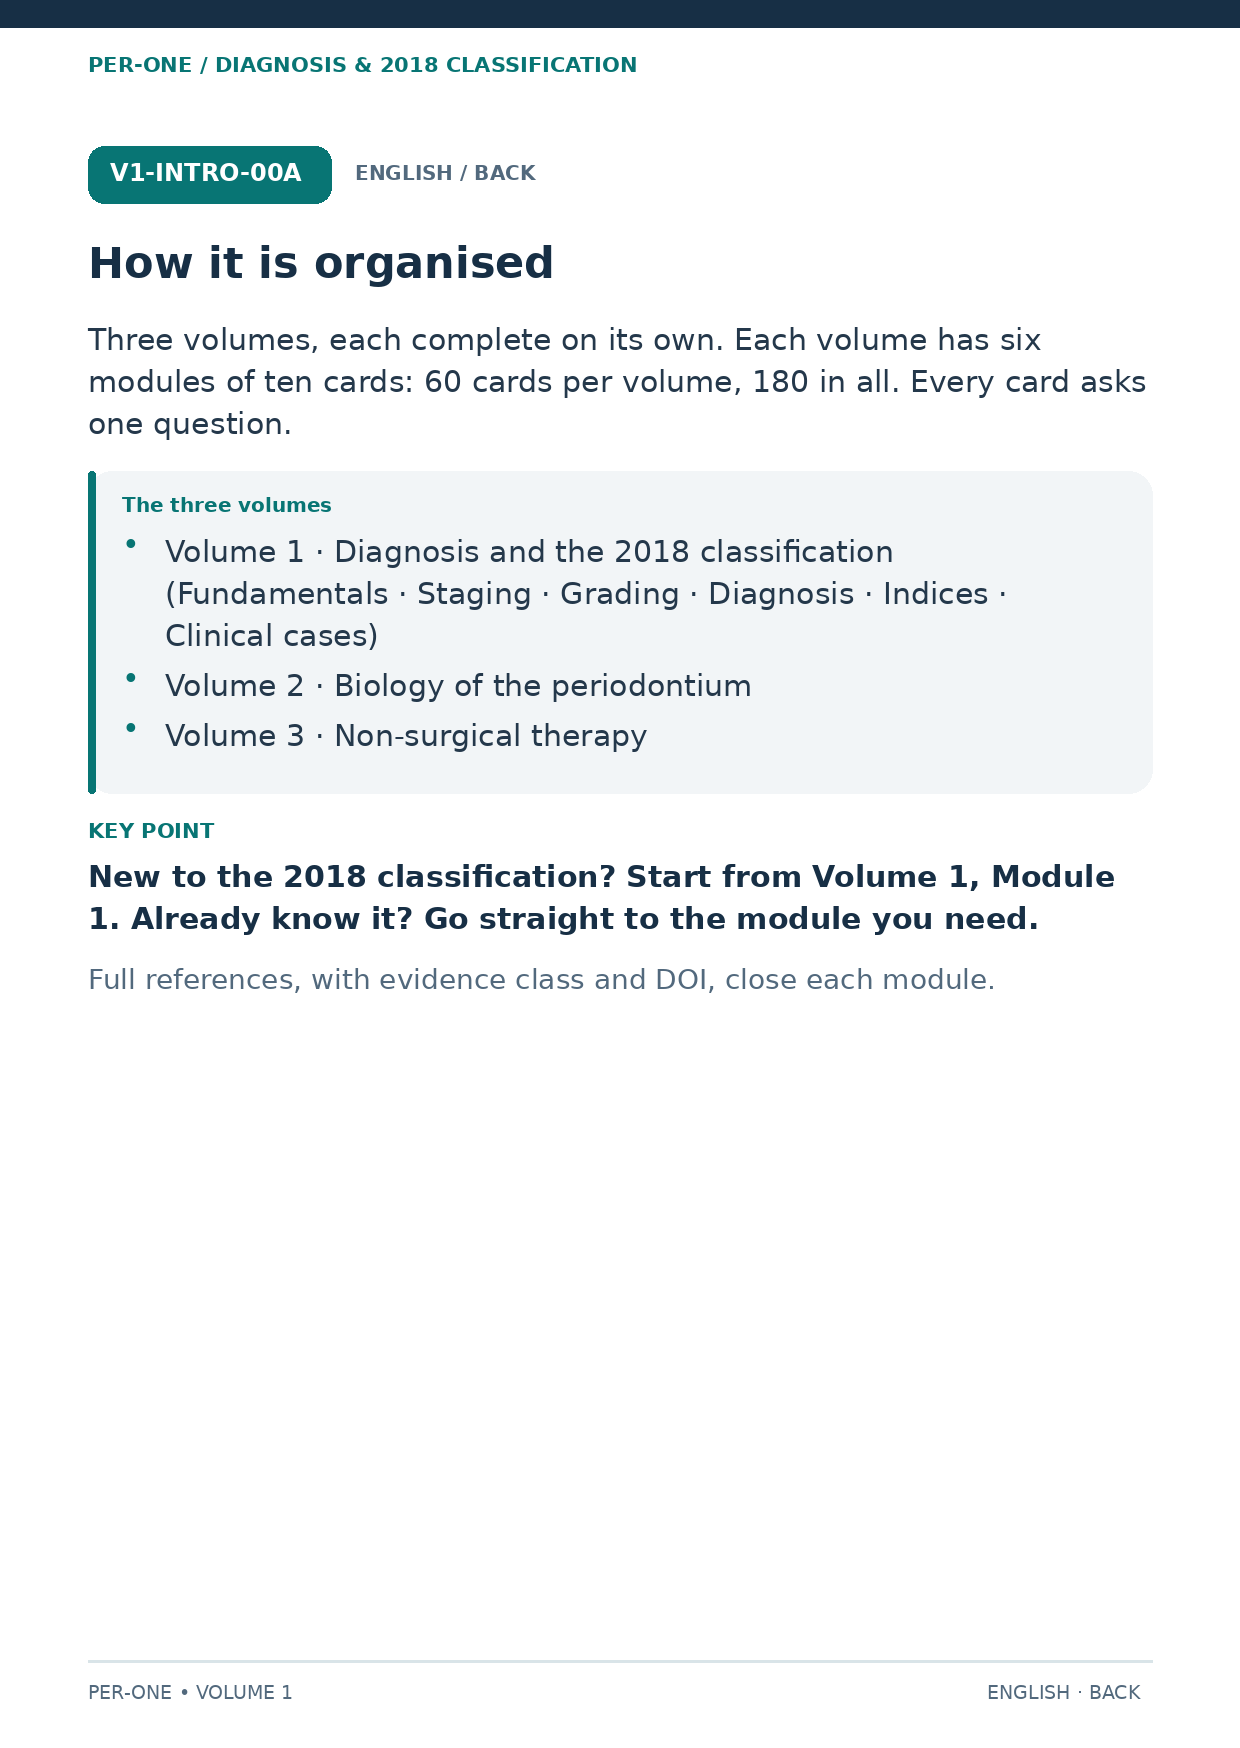 PER-ONE / DIAGNOSIS & 2018 CLASSIFICATION
V1-INTRO-00A
ENGLISH / BACK
How it is organised
Three volumes, each complete on its own. Each volume has six
modules of ten cards: 60 cards per volume, 180 in all. Every card asks
one question.
The three volumes
• Volume 1 · Diagnosis and the 2018 classification
(Fundamentals · Staging · Grading · Diagnosis · Indices ·
Clinical cases)
• Volume 2 · Biology of the periodontium
• Volume 3 · Non-surgical therapy
KEY POINT
New to the 2018 classification? Start from Volume 1, Module
1. Already know it? Go straight to the module you need.
Full references, with evidence class and DOI, close each module.
PER-ONE • VOLUME 1
ENGLISH · BACK